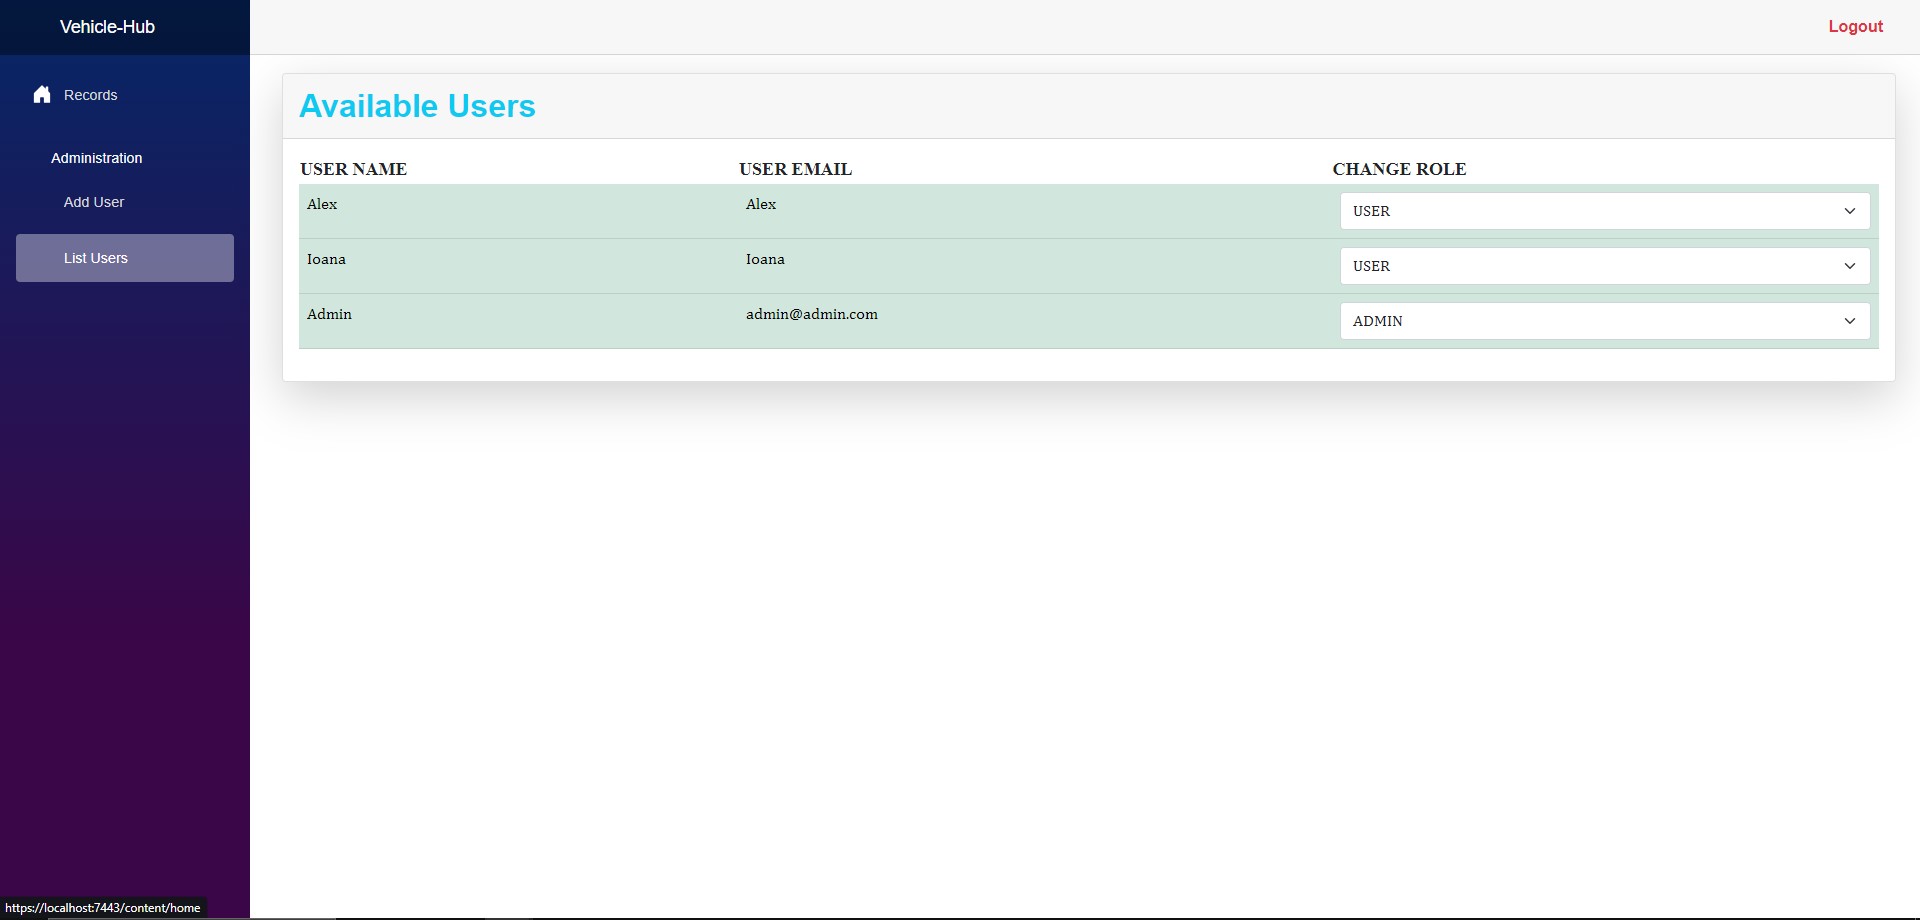 Vehicle-Hub
Logout
Records
Administration
Add User
List Users
Available Users
USER NAME USER EMAIL CHANGE ROLE
Alex Alex USER
Ioana Ioana USER
Admin admin@admin.com ADMIN
https://localhost:7443/content/home